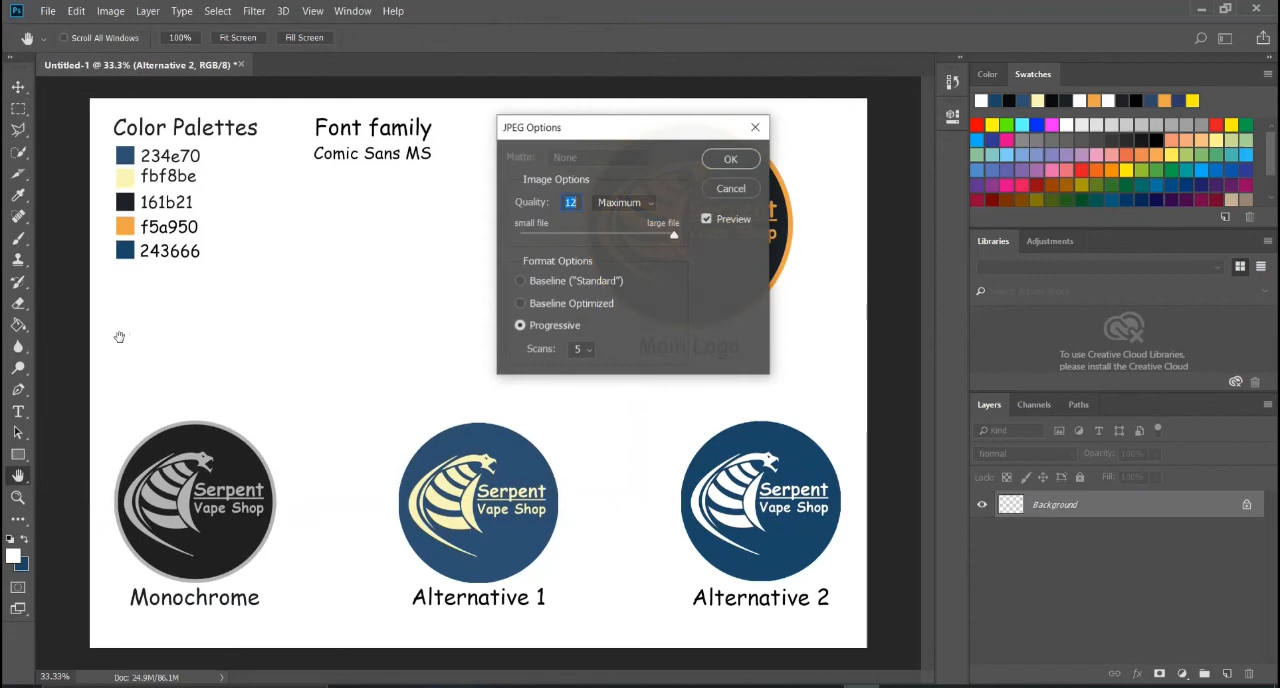 File Edit Image Layer Type Select Filter 3D View Window Help
Scroll All Windows 100% Fit Screen Fill Screen
Untitled-1 @ 33.3% (Alternative 2, RGB/8) *
Color Palettes
234e70
fbf8be
161b21
f5a950
243666
Font family
Comic Sans MS
JPEG Options
Matte: None
OK
Image Options
Cancel
Quality: 12 Maximum
Preview
small file large file
Format Options
Baseline ("Standard")
Baseline Optimized
Progressive
Scans: 5
Main Logo
Serpent
Vape Shop
Monochrome
Serpent
Vape Shop
Alternative 1
Serpent
Vape Shop
Alternative 2
Color Swatches
Libraries Adjustments
To use Creative Cloud Libraries,
please install the Creative Cloud
Layers Channels Paths
Kind
Normal Opacity: 100%
Lock: Fill: 100%
Background
33.33% Doc: 24.9M/86.1M